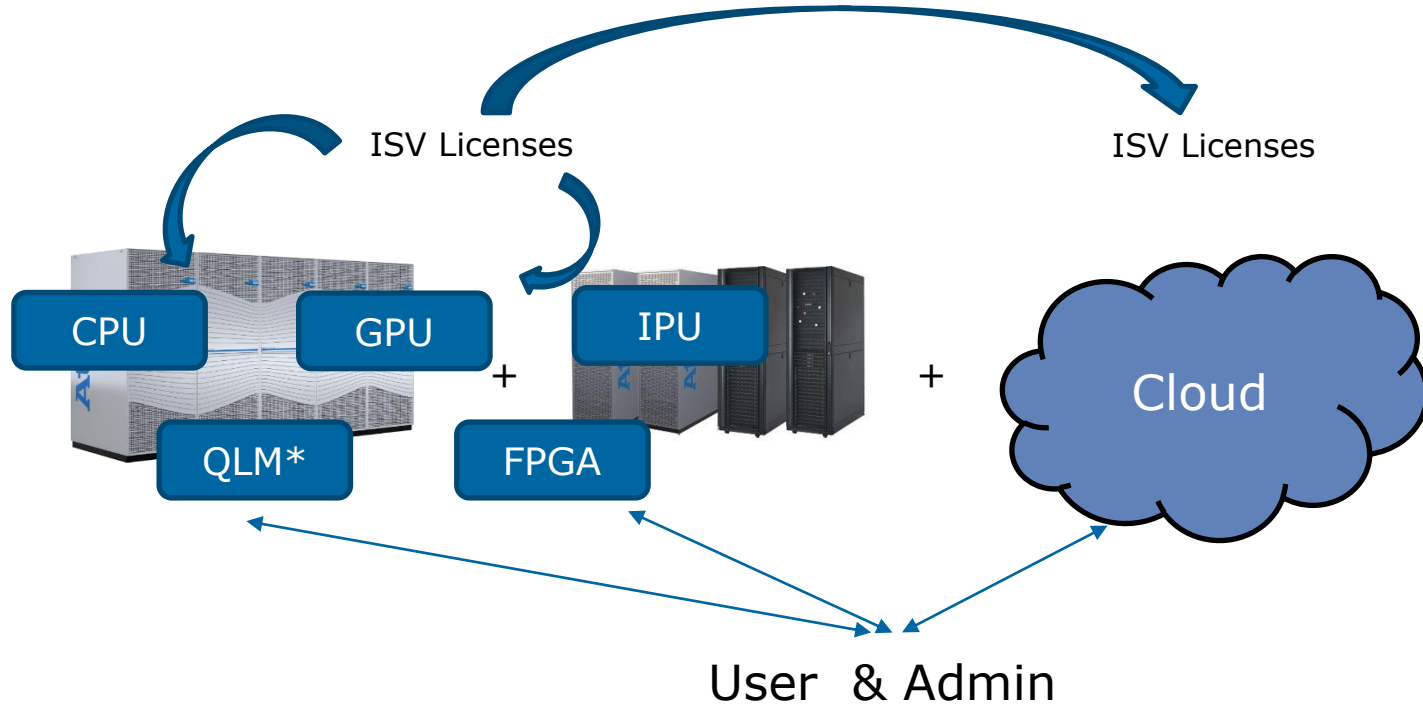 ISV Licenses
ISV Licenses
CPU
GPU
IPU
+
+
Cloud
QLM*
FPGA
User & Admin